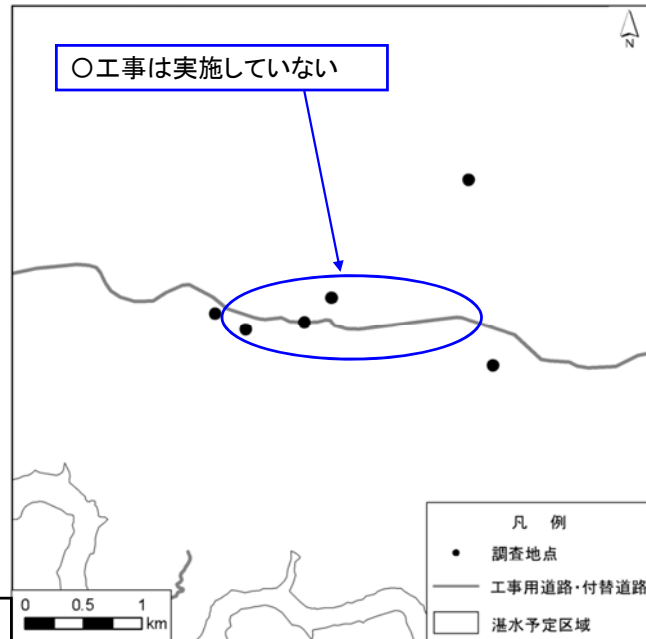 N
○工事は実施していない
凡 例
調査地点
工事用道路・付替道路
湛水予定区域
0 0.5 1
km